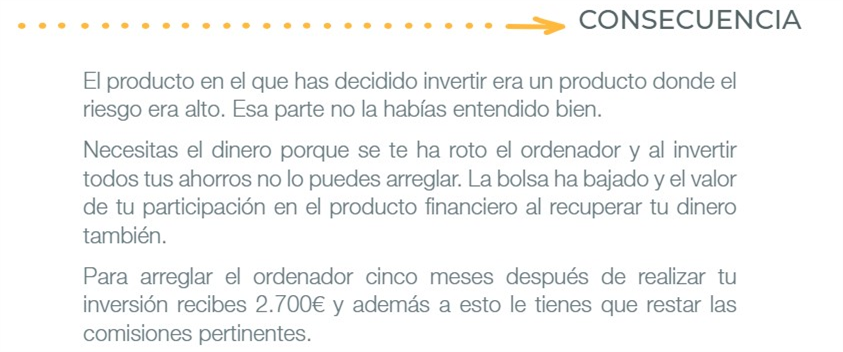 CONSECUENCIA
El producto en el que has decidido invertir era un producto donde el
riesgo era alto. Esa parte no la habías entendido bien.
Necesitas el dinero porque se te ha roto el ordenador y al invertir
todos tus ahorros no lo puedes arreglar. La bolsa ha bajado y el valor
de tu participación en el producto financiero al recuperar tu dinero
también.
Para arreglar el ordenador cinco meses después de realizar tu
inversión recibes 2.700€ y además a esto le tienes que restar las
comisiones pertinentes.